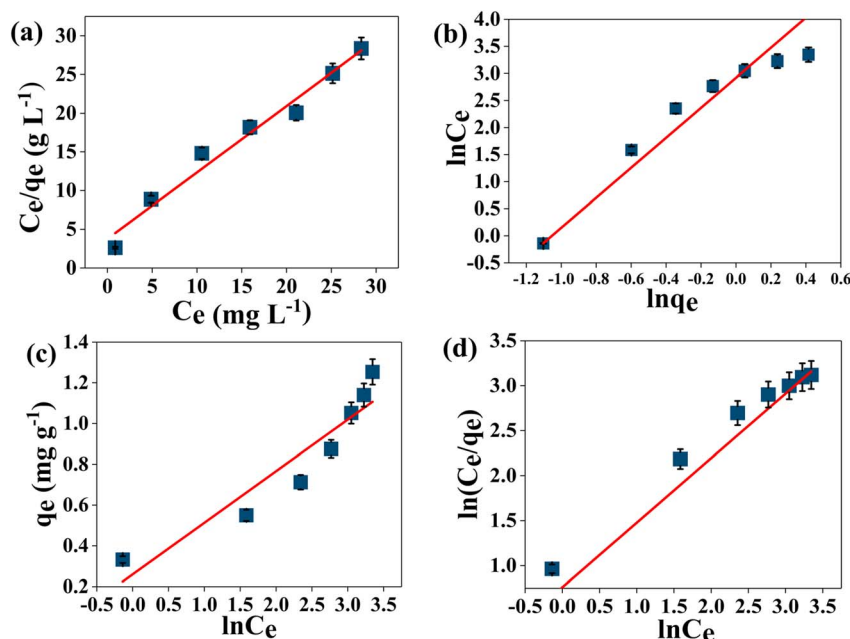 (a)
30
25
20
15
10
5
0
0 5 10 15 20 25 30
Ce/qe (g L-1)
Ce (mg L-1)
(b)
4.0
3.5
3.0
2.5
2.0
1.5
1.0
0.5
0.0
-0.5
-1.2 -1.0 -0.8 -0.6 -0.4 -0.2 0.0 0.2 0.4 0.6
lnCe
lnqe
(c)
1.4
1.2
1.0
0.8
0.6
0.4
0.2
-0.5 0.0 0.5 1.0 1.5 2.0 2.5 3.0 3.5
qe (mg g-1)
lnCe
(d)
3.5
3.0
2.5
2.0
1.5
1.0
-0.5 0.0 0.5 1.0 1.5 2.0 2.5 3.0 3.5
ln(Ce/qe)
lnCe